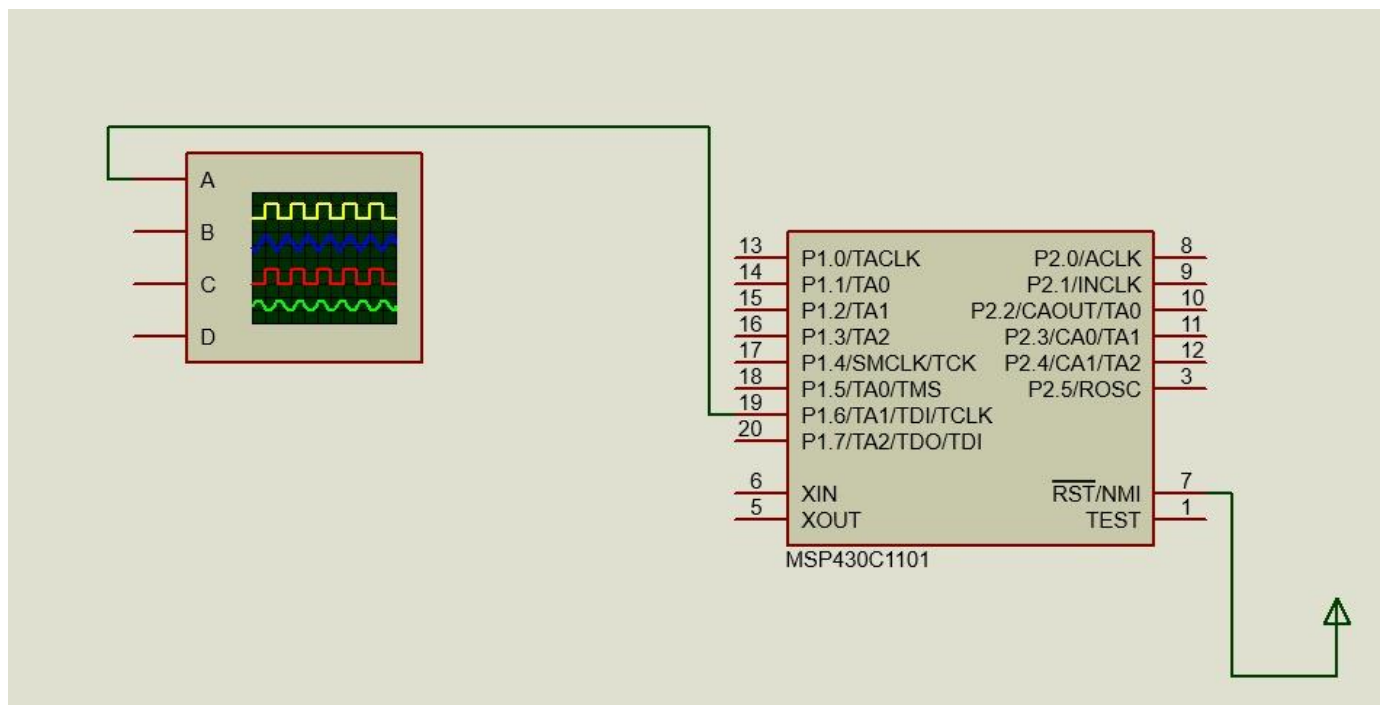 A
B
C
D
13 P1.0/TACLK P2.0/ACLK 8
14 P1.1/TA0 P2.1/INCLK 9
15 P1.2/TA1 P2.2/CAOUT/TA0 10
16 P1.3/TA2 P2.3/CA0/TA1 11
17 P1.4/SMCLK/TCK P2.4/CA1/TA2 12
18 P1.5/TA0/TMS P2.5/ROSC 3
19 P1.6/TA1/TDI/TCLK
20 P1.7/TA2/TDO/TDI
6 XIN RST/NMI 7
5 XOUT TEST 1
MSP430C1101